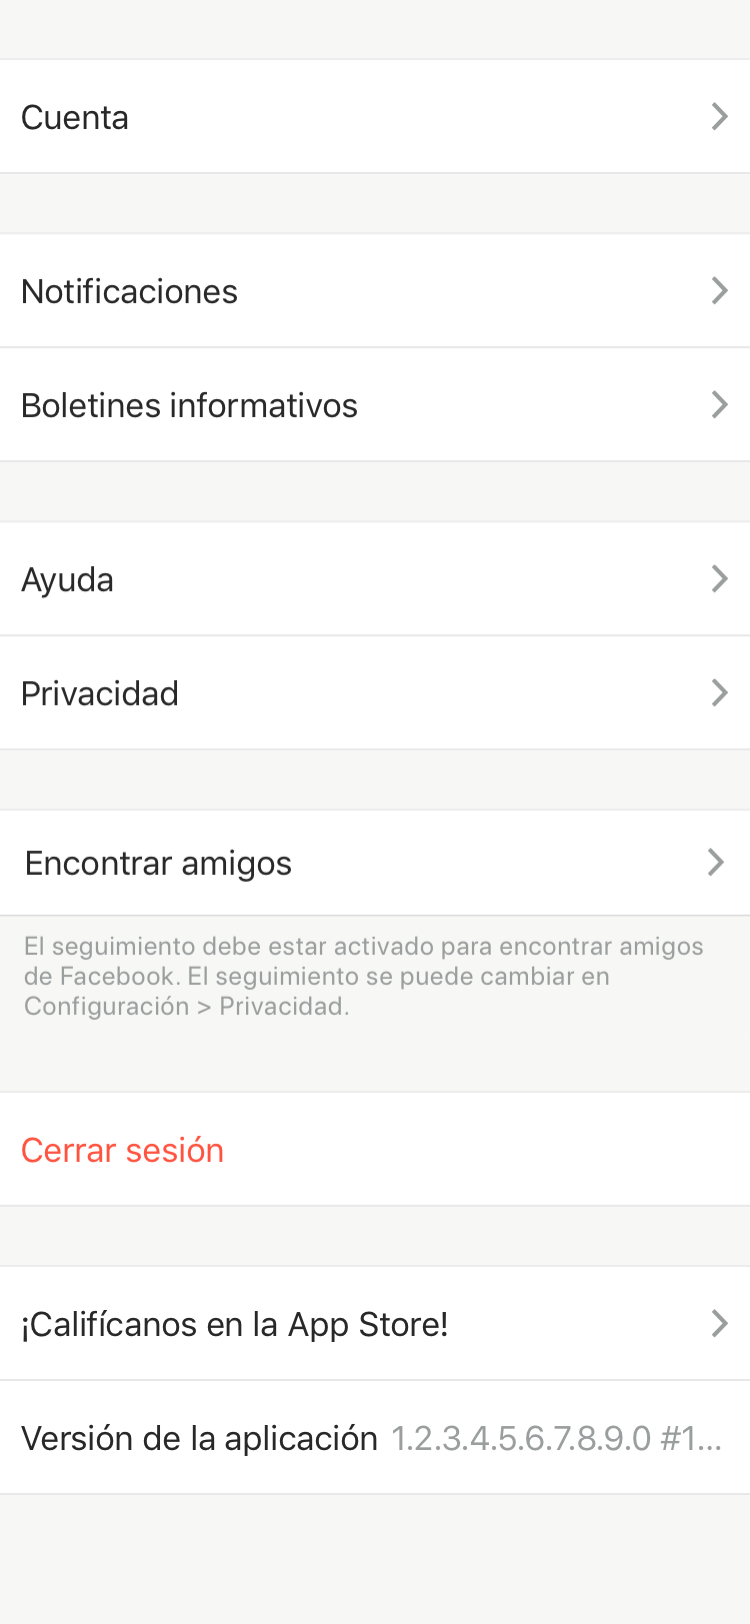 Cuenta
Notificaciones
Boletines informativos
Ayuda
Privacidad
Encontrar amigos
El seguimiento debe estar activado para encontrar amigos
de Facebook. El seguimiento se puede cambiar en
Configuración > Privacidad.
Cerrar sesión
¡Califícanos en la App Store!
Versión de la aplicación 1.2.3.4.5.6.7.8.9.0 #1...